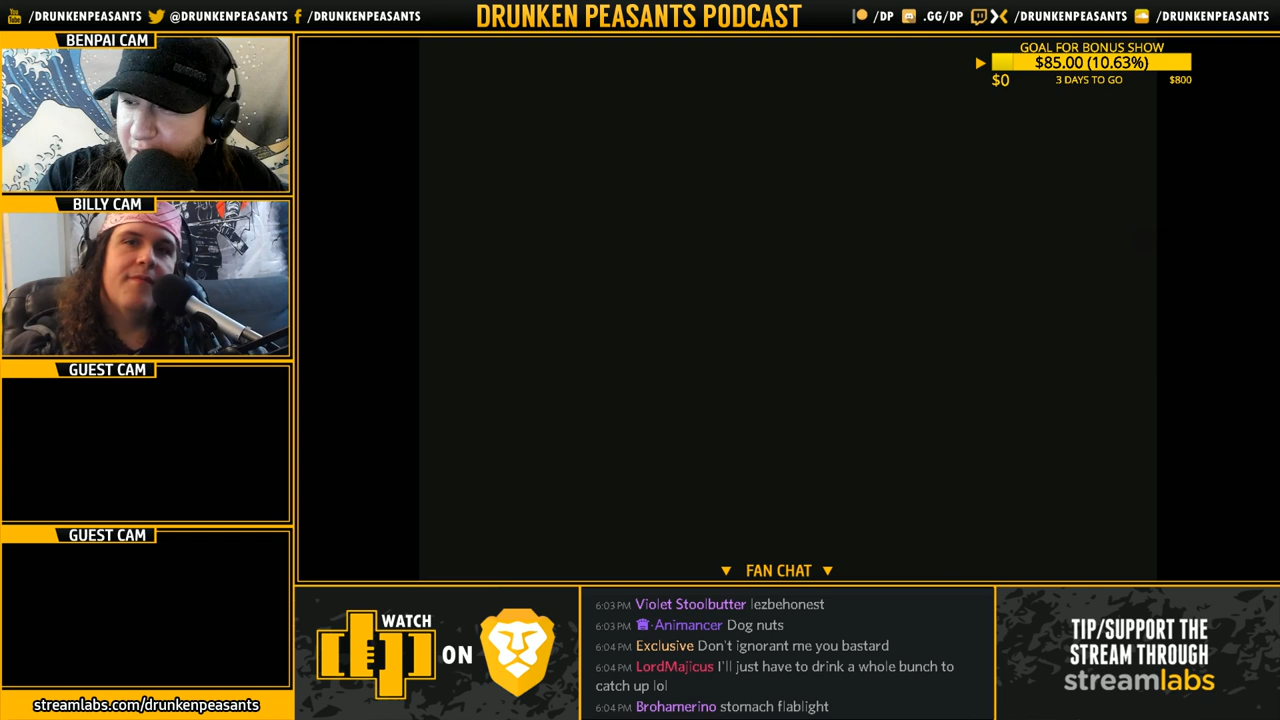 You Tube /DRUNKENPEASANTS @DRUNKENPEASANTS f /DRUNKENPEASANTS DRUNKEN PEASANTS PODCAST /DP .GG/DP /DRUNKENPEASANTS /DRUNKENPEASANTS
BENPAI CAM
GOAL FOR BONUS SHOW
$85.00 (10.63%)
$0 3 DAYS TO GO $800
BILLY CAM
GUEST CAM
GUEST CAM
FAN CHAT
6:03 PM Violet Stoolbutter lezbehonest
6:03 PM Animancer Dog nuts
6:04 PM Exclusive Don't ignorant me you bastard
6:04 PM LordMajicus I'll just have to drink a whole bunch to
catch up lol
6:04 PM Brohamerino stomach flablight
WATCH
ON
TIP/SUPPORT THE
STREAM THROUGH
streamlabs
streamlabs.com/drunkenpeasants